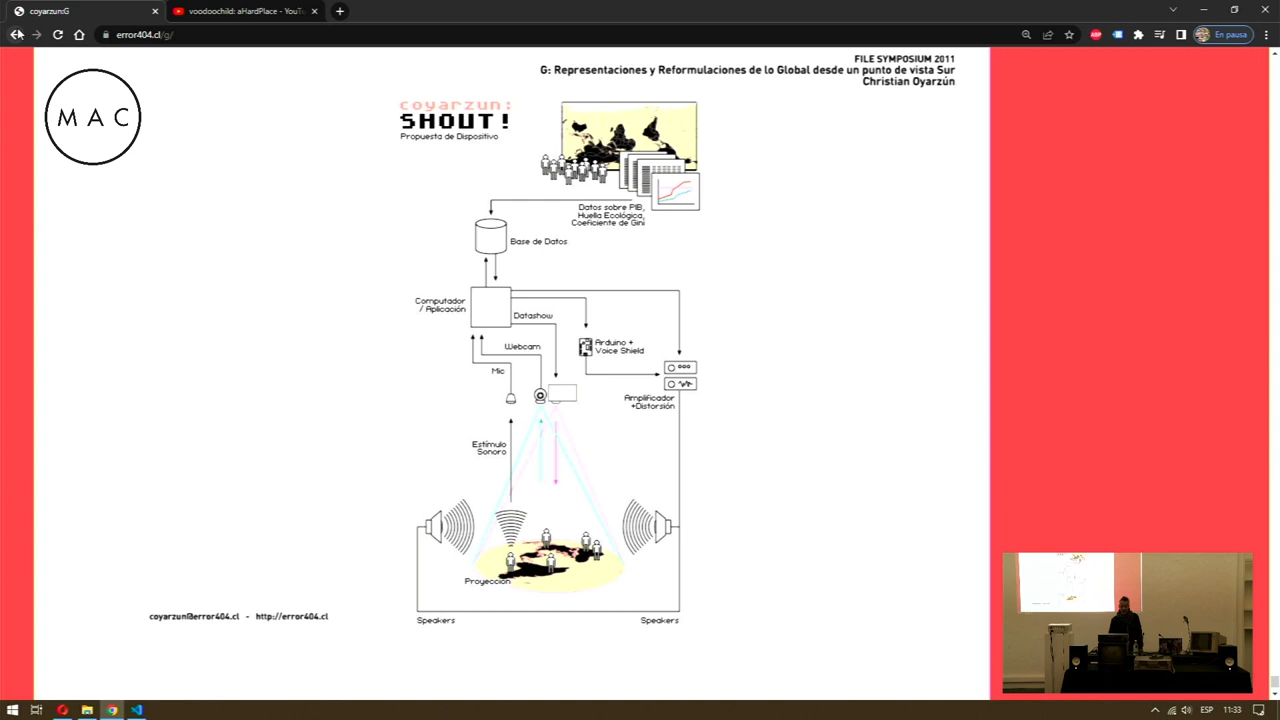 coyarzun:G
voodoochild: aHardPlace - YouTu
error404.cl/g/
ABP
En pausa
MAC
FILE SYMPOSIUM 2011
G: Representaciones y Reformulaciones de lo Global desde un punto de vista Sur
Christian Oyarzún
coyarzun:
SHOUT!
Propuesta de Dispositivo
Datos sobre PIB,
Huella Ecológica,
Coeficiente de Gini
Base de Datos
Computador
/ Aplicación
Datashow
Arduino +
Voice Shield
Webcam
Mic
Amplificador
+Distorsión
Estímulo
Sonoro
Proyección
coyarzun@error404.cl - http://error404.cl
Speakers
Speakers
ESP
11:33